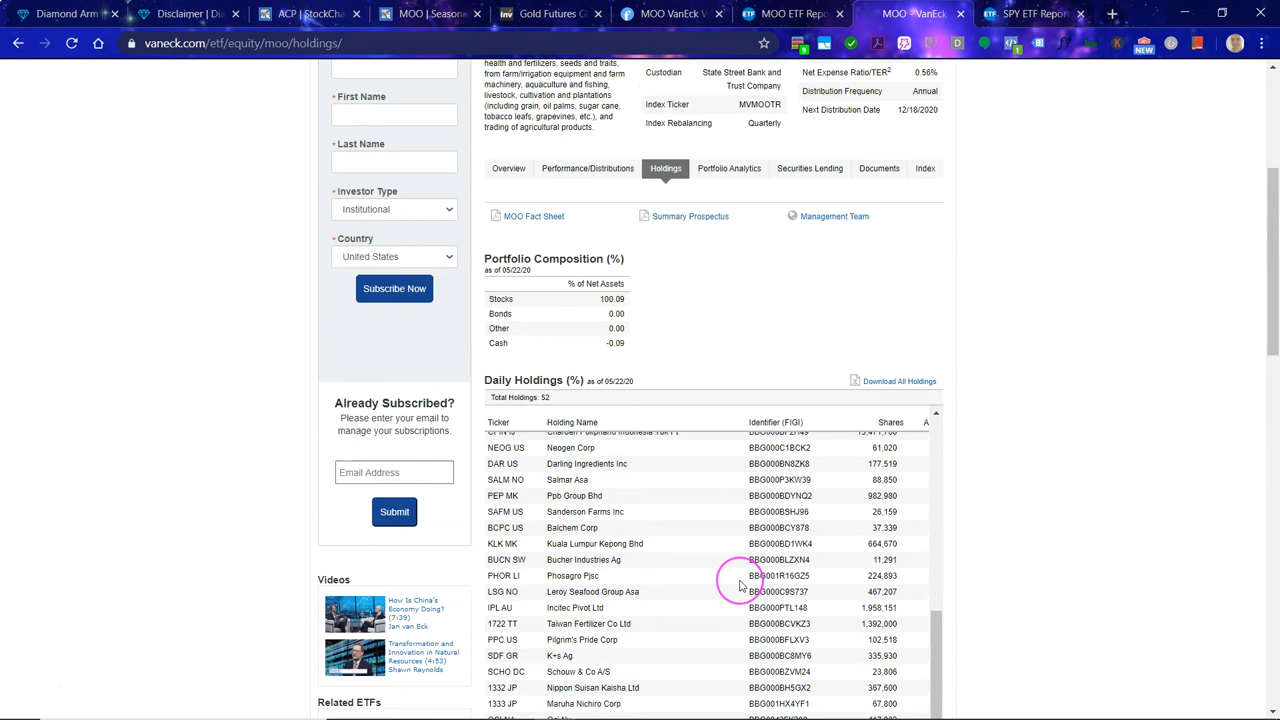 Diamond Arm
Disclaimer | Dia
ACP | StockCha
MOO | Season
Gold Futures C
MOO VanEck V
MOO ETF Repo
MOO - VanEck
SPY ETF Report
vaneck.com/etf/equity/moo/holdings/
9
1
NEW
First Name
Last Name
* Investor Type
Institutional
* Country
United States
Subscribe Now
Already Subscribed?
Please enter your email to
manage your subscriptions.
Email Address
Submit
Videos
How Is China's
Economy Doing?
(7:39)
Jan van Eck
Transformation and
Innovation in Natural
Resources (4:53)
Shawn Reynolds
Related ETFs
health and fertilizers, seeds and traits,
from farm/irrigation equipment and farm
machinery, aquaculture and fishing,
livestock, cultivation and plantations
(including grain, oil palms, sugar cane,
tobacco leafs, grapevines, etc.), and
trading of agricultural products.
Custodian State Street Bank and
Trust Company
Index Ticker MVMOOTR
Index Rebalancing Quarterly
Net Expense Ratio/TER2 0.56%
Distribution Frequency Annual
Next Distribution Date 12/18/2020
Overview Performance/Distributions Holdings Portfolio Analytics Securities Lending Documents Index
MOO Fact Sheet Summary Prospectus Management Team
Portfolio Composition (%)
as of 05/22/20
% of Net Assets
Stocks 100.09
Bonds 0.00
Other 0.00
Cash -0.09
Daily Holdings (%) as of 05/22/20 Download All Holdings
Total Holdings: 52
Ticker Holding Name Identifier (FIGI) Shares A
NEOG US Neogen Corp BBG000C1BCK2 61,020
DAR US Darling Ingredients Inc BBG000BN8ZK8 177,519
SALM NO Salmar Asa BBG000P3KW39 88,850
PEP MK Ppb Group Bhd BBG000BDYNQ2 982,980
SAFM US Sanderson Farms Inc BBG000BSHJ96 26,159
BCPC US Balchem Corp BBG000BCY878 37,339
KLK MK Kuala Lumpur Kepong Bhd BBG000BD1WK4 664,670
BUCN SW Bucher Industries Ag BBG000BLZXN4 11,291
PHOR LI Phosagro Pjsc BBG001R16GZ5 224,893
LSG NO Leroy Seafood Group Asa BBG000C9S737 467,207
IPL AU Incitec Pivot Ltd BBG000PTL148 1,958,151
1722 TT Taiwan Fertilizer Co Ltd BBG000BCVKZ3 1,392,000
PPC US Pilgrim's Pride Corp BBG000BFLXV3 102,518
SDF GR K+s Ag BBG000BC8MY6 335,930
SCHO DC Schouw & Co A/S BBG000BZVM24 23,806
1332 JP Nippon Suisan Kaisha Ltd BBG000BH5GX2 367,600
1333 JP Maruha Nichiro Corp BBG001HX4YF1 67,800